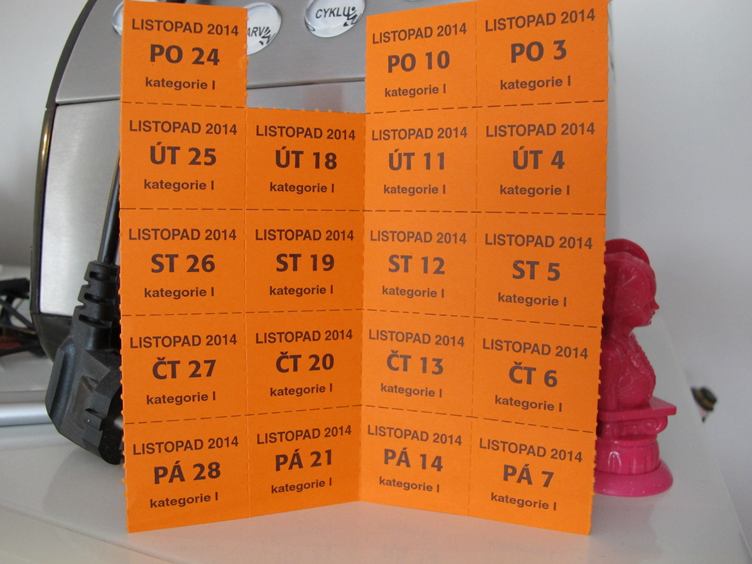 CYKLU
LISTOPAD 2014
PO 24
kategorie I
LISTOPAD 2014
PO 10
kategorie I
LISTOPAD 2014
PO 3
kategorie I
LISTOPAD 2014
ÚT 25
kategorie I
LISTOPAD 2014
ÚT 18
kategorie I
LISTOPAD 2014
ÚT 11
kategorie I
LISTOPAD 2014
ÚT 4
kategorie I
LISTOPAD 2014
ST 26
kategorie I
LISTOPAD 2014
ST 19
kategorie I
LISTOPAD 2014
ST 12
kategorie I
LISTOPAD 2014
ST 5
kategorie I
LISTOPAD 2014
ČT 27
kategorie I
LISTOPAD 2014
ČT 20
kategorie I
LISTOPAD 2014
ČT 13
kategorie I
LISTOPAD 2014
ČT 6
kategorie I
LISTOPAD 2014
PÁ 28
kategorie I
LISTOPAD 2014
PÁ 21
kategorie I
LISTOPAD 2014
PÁ 14
kategorie I
LISTOPAD 2014
PÁ 7
kategorie I